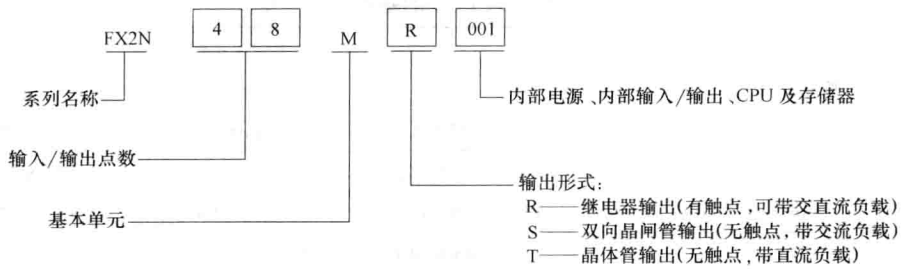 FX2N 4 8 M R 001
系列名称
内部电源、内部输入/输出、CPU 及存储器
输入/输出点数
输出形式:
基本单元
R——继电器输出(有触点,可带交直流负载)
S——双向晶闸管输出(无触点,带交流负载)
T——晶体管输出(无触点,带直流负载)